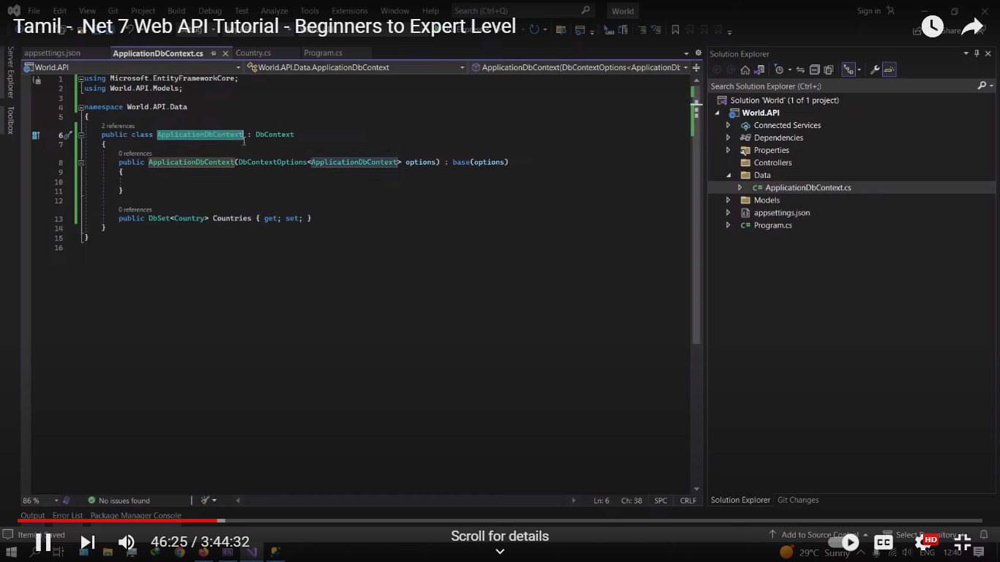 File Edit View Git Project Build Debug Test Analyze Tools Extensions Window Help Search (Ctrl+Q) World Sign in
Tamil - .Net 7 Web API Tutorial - Beginners to Expert Level
Share
appsettings.json ApplicationDbContext.cs Country.cs Program.cs
World.API World.API.Data.ApplicationDbContext ApplicationDbContext(DbContextOptions<ApplicationDb
Server Explorer
Toolbox
1 using Microsoft.EntityFrameworkCore;
2 using World.API.Models;
3
4 namespace World.API.Data
5 {
2 references
6 public class ApplicationDbContext : DbContext
7 {
0 references
8 public ApplicationDbContext(DbContextOptions<ApplicationDbContext> options) : base(options)
9 {
10
11 }
12
0 references
13 public DbSet<Country> Countries { get; set; }
14 }
15 }
16
86 % No issues found Ln: 6 Ch: 38 SPC CRLF
Output Error List Package Manager Console
Solution Explorer
Search Solution Explorer (Ctrl+;)
Solution 'World' (1 of 1 project)
World.API
Connected Services
Dependencies
Properties
Controllers
Data
C# ApplicationDbContext.cs
Models
appsettings.json
C# Program.cs
Solution Explorer Git Changes
Item(s) Saved Add to Source Control Select Repository
46:25 / 3:44:32 Scroll for details CC HD
29°C Sunny ENG 12:40